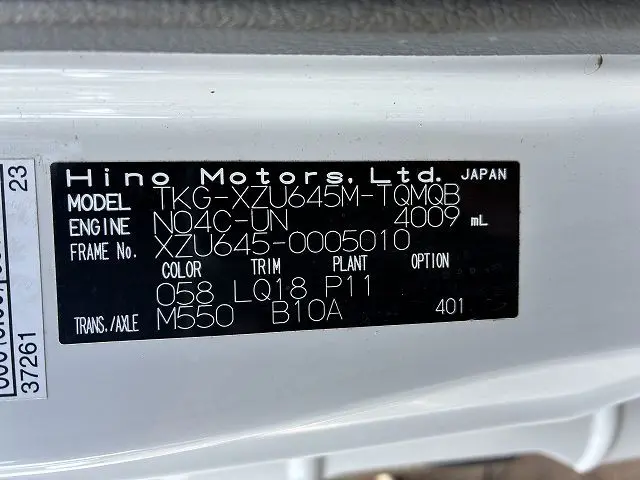 Hino Motors, Ltd. JAPAN
MODEL TKG-XZU645M-TQMQB
ENGINE N04C-UN 4009 mL
FRAME No. XZU645-0005010
COLOR TRIM PLANT OPTION
058 LQ18 P11
TRANS./AXLE M550 B10A 401
23
37261